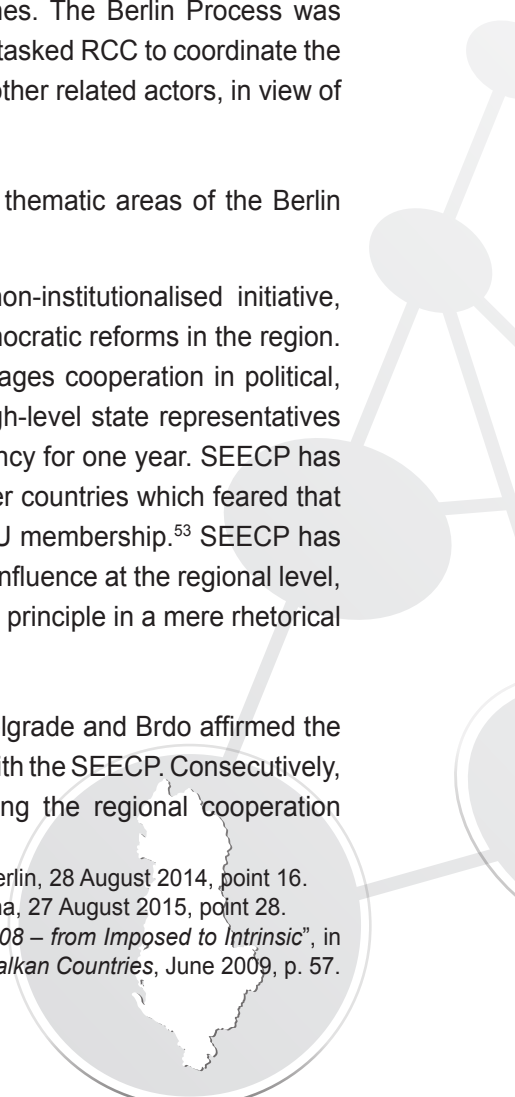 nes. The Berlin Process was
tasked RCC to coordinate the
other related actors, in view of
thematic areas of the Berlin
non-institutionalised initiative,
mocratic reforms in the region.
ages cooperation in political,
gh-level state representatives
ncy for one year. SEECP has
er countries which feared that
U membership.⁵³ SEECP has
nfluence at the regional level,
principle in a mere rhetorical
lgrade and Brdo affirmed the
ith the SEECP. Consecutively,
ng the regional cooperation
erlin, 28 August 2014, point 16.
na, 27 August 2015, point 28.
08 – from Imposed to Intrinsic”, in
alkan Countries, June 2009, p. 57.